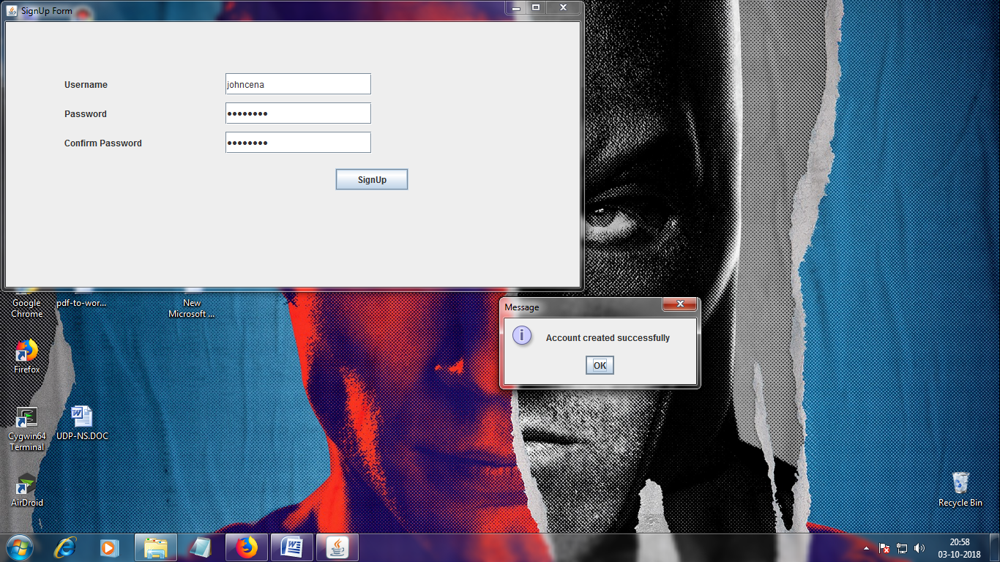 SignUp Form
Username
johncena
Password
••••••••
Confirm Password
••••••••
SignUp
Google
Chrome
pdf-to-wor...
New
Microsoft ...
Message
Account created successfully
OK
Firefox
Cygwin64
Terminal
UDP-NS.DOC
AirDroid
Recycle Bin
20:58
03-10-2018